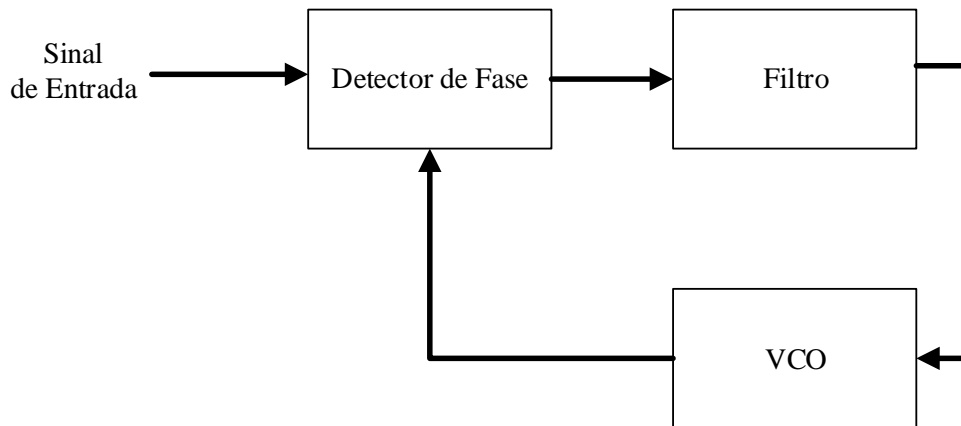 Sinal
de Entrada
Detector de Fase
Filtro
VCO